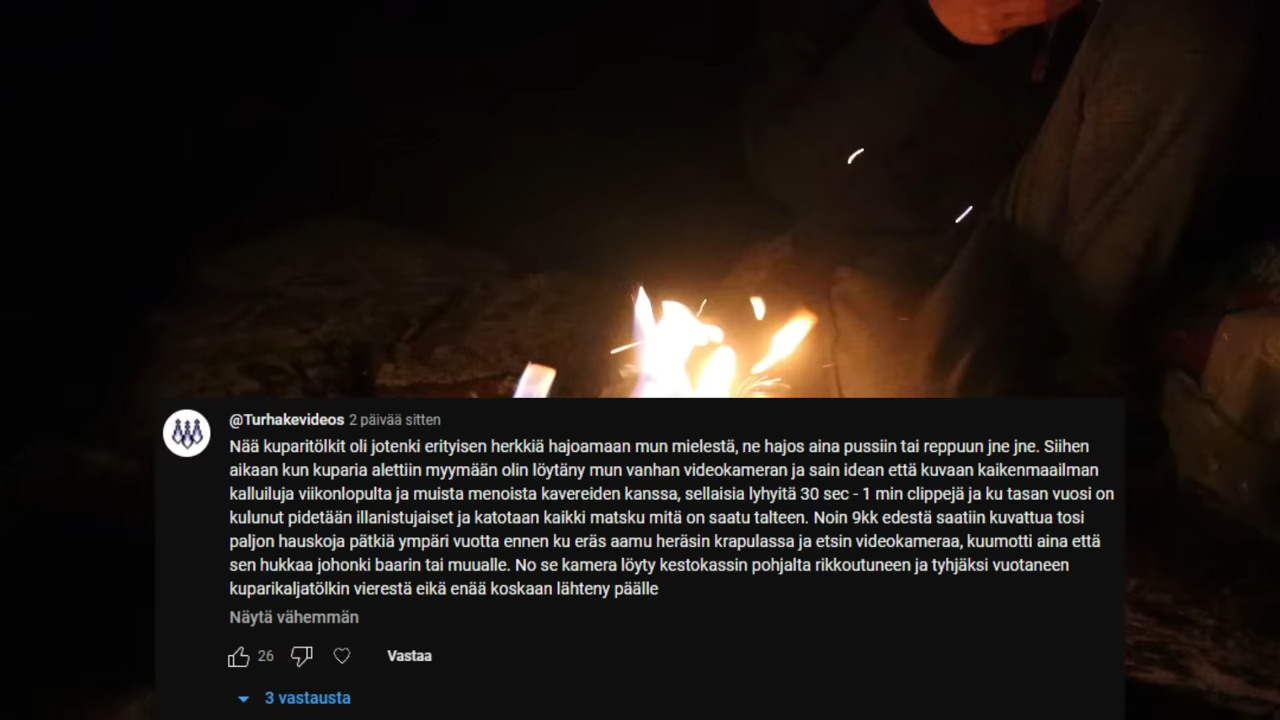 @Turhakevideos 2 päivää sitten
Nää kuparitölkit oli jotenki erityisen herkkiä hajoamaan mun mielestä, ne hajos aina pussiin tai reppuun jne jne. Siihen
aikaan kun kuparia alettiin myymään olin löytäny mun vanhan videokameran ja sain idean että kuvaan kaikenmaailman
kalluiluja viikonlopulta ja muista menoista kavereiden kanssa, sellaisia lyhyitä 30 sec - 1 min clippejä ja ku tasan vuosi on
kulunut pidetään illanistujaiset ja katotaan kaikki matsku mitä on saatu talteen. Noin 9kk edestä saatiin kuvattua tosi
paljon hauskoja pätkiä ympäri vuotta ennen ku eräs aamu heräsin krapulassa ja etsin videokameraa, kuumotti aina että
sen hukkaa johonki baarin tai muualle. No se kamera löyty kestokassin pohjalta rikkoutuneen ja tyhjäksi vuotaneen
kuparikaljatölkin vierestä eikä enää koskaan lähteny päälle
Näytä vähemmän
26 Vastaa
3 vastausta